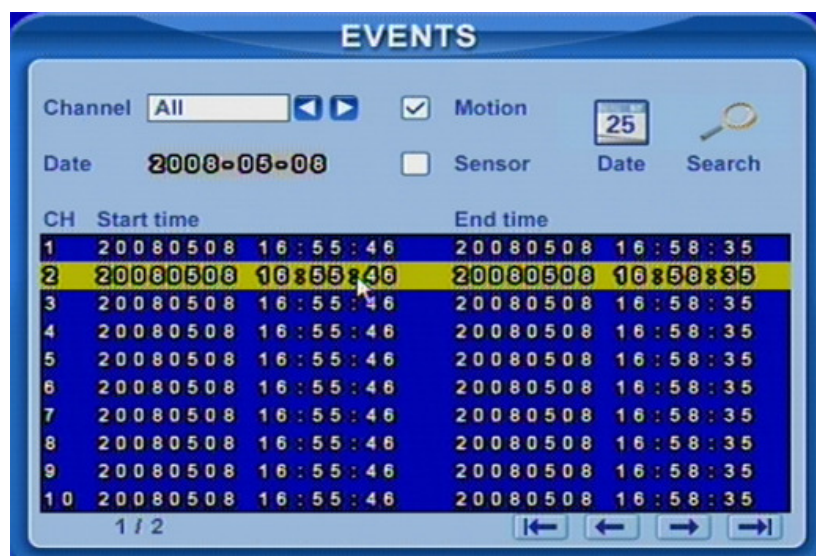 EVENTS
Channel All Motion 25
Date 2008-05-08 Sensor Date Search
CH Start time End time
1 20080508 16:55:46 20080508 16:58:35
2 20080508 16:55:46 20080508 16:58:35
3 20080508 16:55:46 20080508 16:58:35
4 20080508 16:55:46 20080508 16:58:35
5 20080508 16:55:46 20080508 16:58:35
6 20080508 16:55:46 20080508 16:58:35
7 20080508 16:55:46 20080508 16:58:35
8 20080508 16:55:46 20080508 16:58:35
9 20080508 16:55:46 20080508 16:58:35
10 20080508 16:55:46 20080508 16:58:35
1 / 2